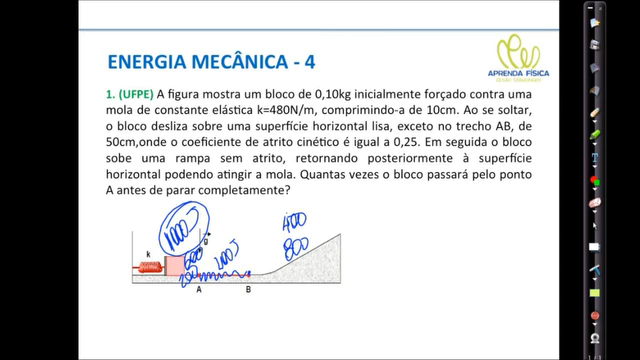 ENERGIA MECÂNICA - 4
APRENDA FÍSICA
1. (UFPE) A figura mostra um bloco de 0,10kg inicialmente forçado contra uma
mola de constante elástica k=480N/m, comprimindo-a de 10cm. Ao se soltar,
o bloco desliza sobre uma superfície horizontal lisa, exceto no trecho AB, de
50cm,onde o coeficiente de atrito cinético é igual a 0,25. Em seguida o bloco
sobe uma rampa sem atrito, retornando posteriormente à superfície
horizontal podendo atingir a mola. Quantas vezes o bloco passará pelo ponto
A antes de parar completamente?
1000J
400
800
k
g
600
200J
200
A
B